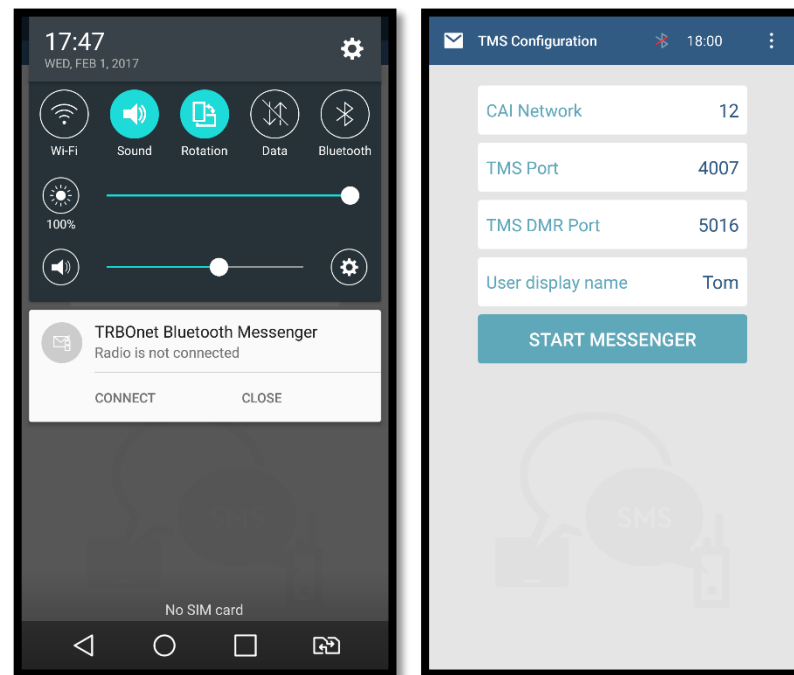 17:47
WED, FEB 1, 2017
Wi-Fi Sound Rotation Data Bluetooth
100%
TRBOnet Bluetooth Messenger
Radio is not connected
CONNECT CLOSE
SMS
No SIM card
TMS Configuration 18:00
CAI Network 12
TMS Port 4007
TMS DMR Port 5016
User display name Tom
START MESSENGER
SMS